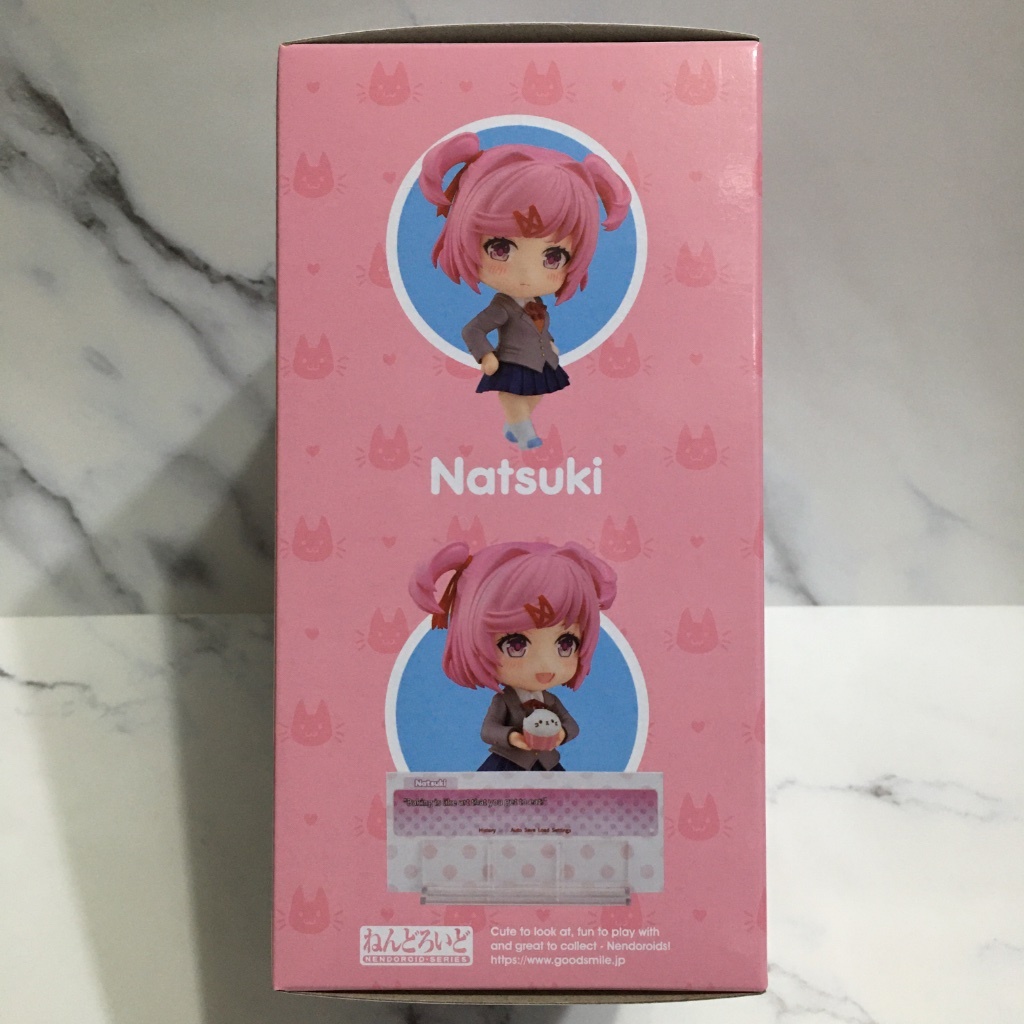 Natsuki
Natsuki
"Baking is like art that you get to eat!"
History Auto Save Load Settings
ねんどろいど
NENDOROID-SERIES
Cute to look at, fun to play with
and great to collect - Nendoroids!
https://www.goodsmile.jp